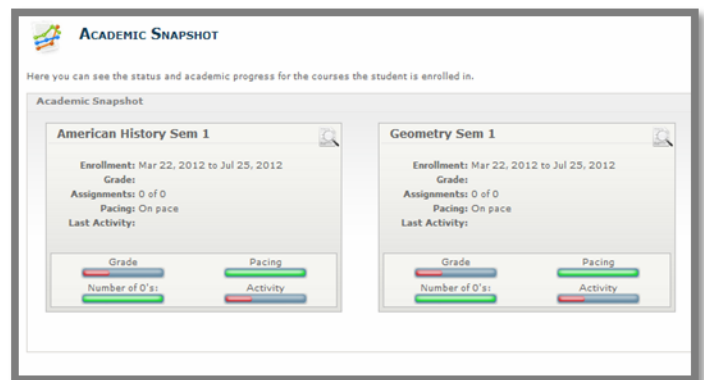 ACADEMIC SNAPSHOT
Here you can see the status and academic progress for the courses the student is enrolled in.
Academic Snapshot
American History Sem 1
Enrollment: Mar 22, 2012 to Jul 25, 2012
Grade:
Assignments: 0 of 0
Pacing: On pace
Last Activity:
Grade Pacing
Number of 0's: Activity
Geometry Sem 1
Enrollment: Mar 22, 2012 to Jul 25, 2012
Grade:
Assignments: 0 of 0
Pacing: On pace
Last Activity:
Grade Pacing
Number of 0's: Activity